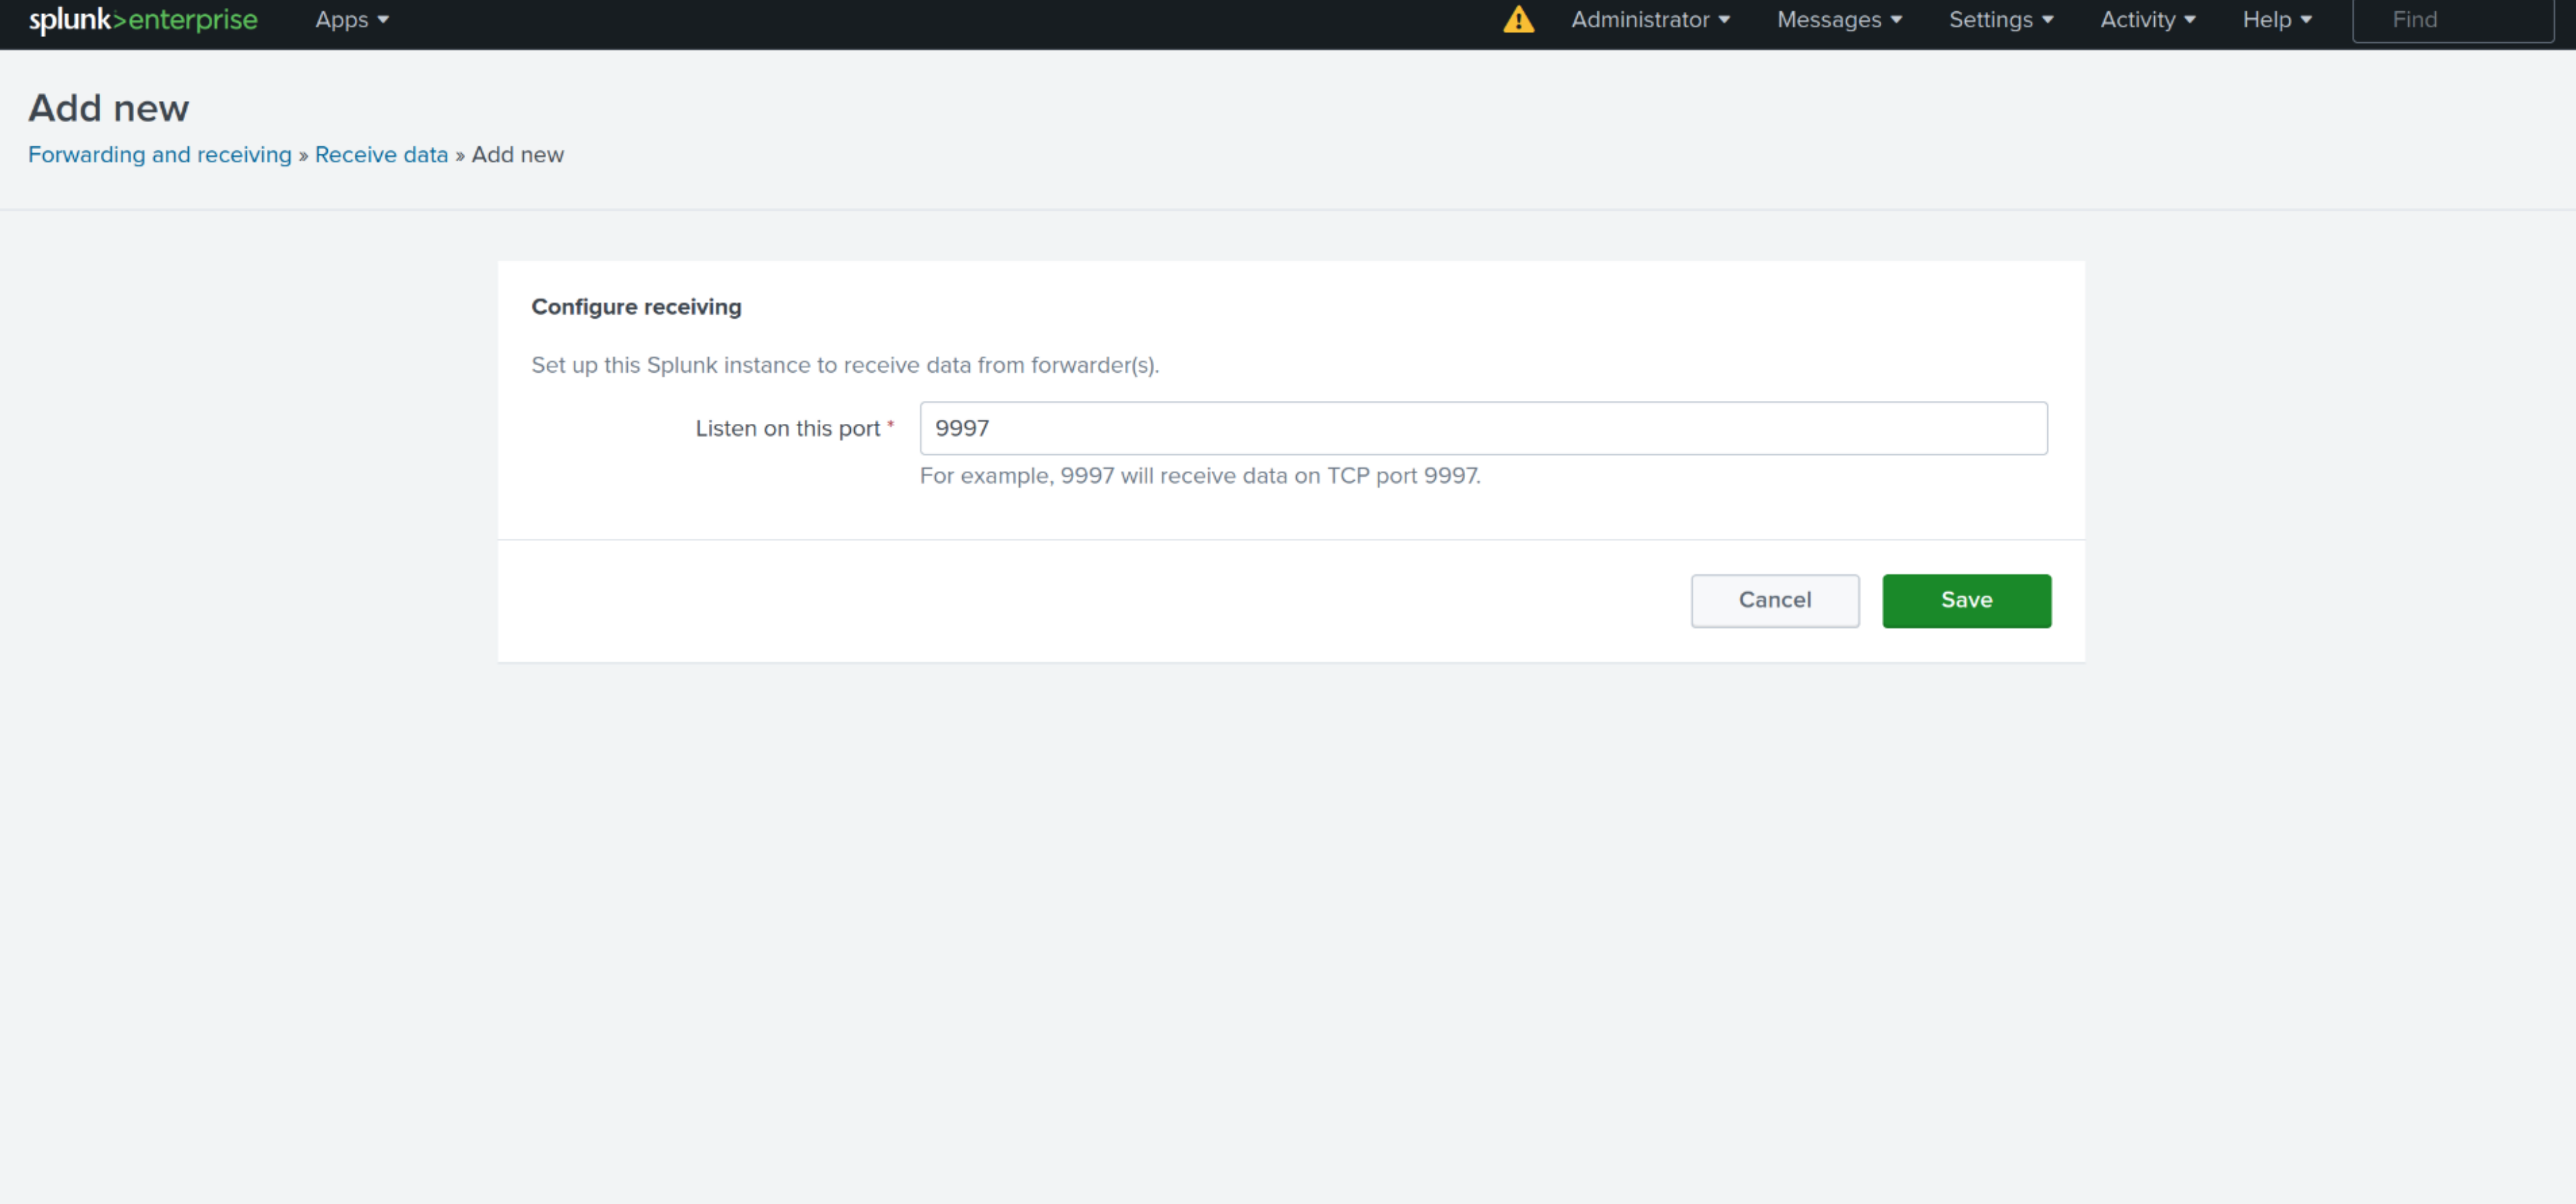 splunk>enterprise Apps Administrator Messages Settings Activity Help Find
Add new
Forwarding and receiving » Receive data » Add new
Configure receiving
Set up this Splunk instance to receive data from forwarder(s).
Listen on this port * 9997
For example, 9997 will receive data on TCP port 9997.
Cancel Save